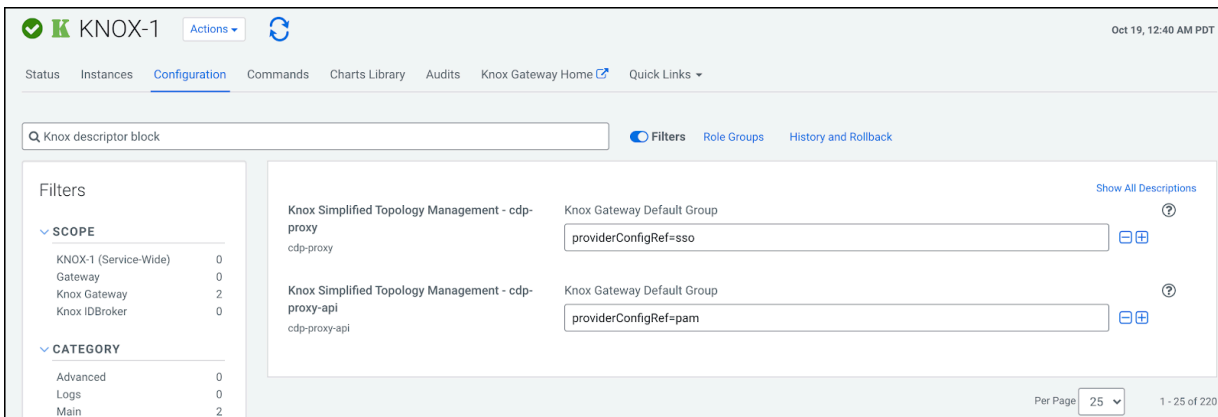 KNOX-1 Actions Oct 19, 12:40 AM PDT
Status Instances Configuration Commands Charts Library Audits Knox Gateway Home Quick Links
Knox descriptor block Filters Role Groups History and Rollback
Filters
Show All Descriptions
SCOPE
KNOX-1 (Service-Wide) 0
Gateway 0
Knox Gateway 2
Knox IDBroker 0
CATEGORY
Advanced 0
Logs 0
Main 2
Knox Simplified Topology Management - cdp-
proxy
cdp-proxy
Knox Gateway Default Group
providerConfigRef=sso
Knox Simplified Topology Management - cdp-
proxy-api
cdp-proxy-api
Knox Gateway Default Group
providerConfigRef=pam
Per Page 25 1 - 25 of 220